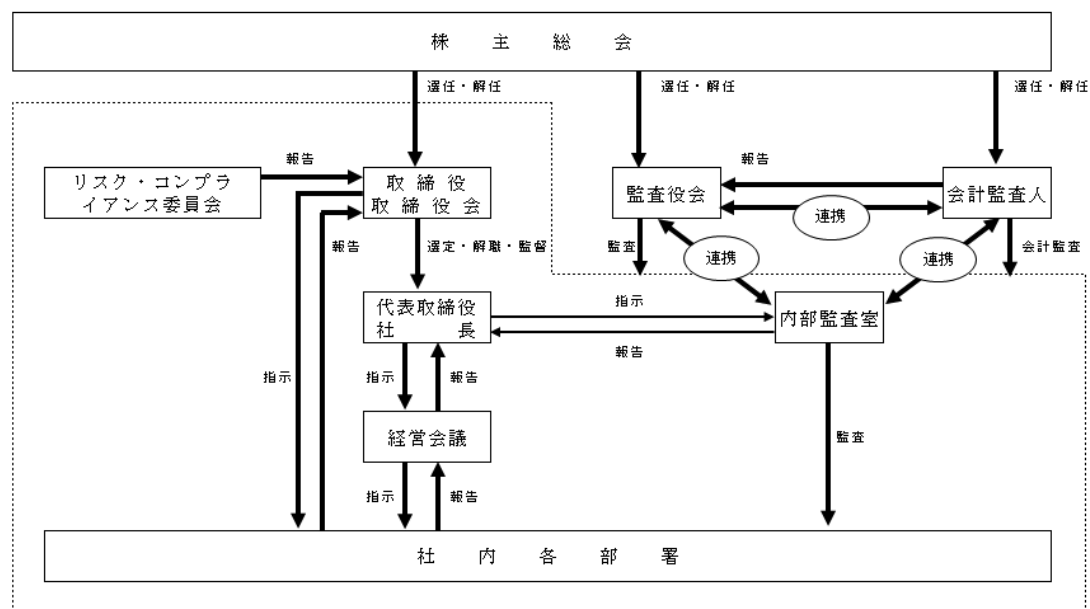 株主総会
選任・解任
選任・解任
選任・解任
報告
報告
リスク・コンプラ
イアンス委員会
取締役
取締役会
監査役会
会計監査人
連携
報告
選定・解職・監督
監査
連携
連携
会計監査
代表取締役
社長
指示
内部監査室
報告
指示
指示
報告
経営会議
監査
指示
報告
社内各部署